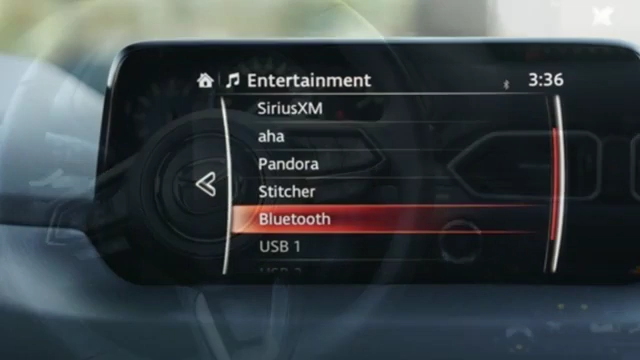 Entertainment
3:36
SiriusXM
aha
Pandora
Stitcher
Bluetooth
USB 1